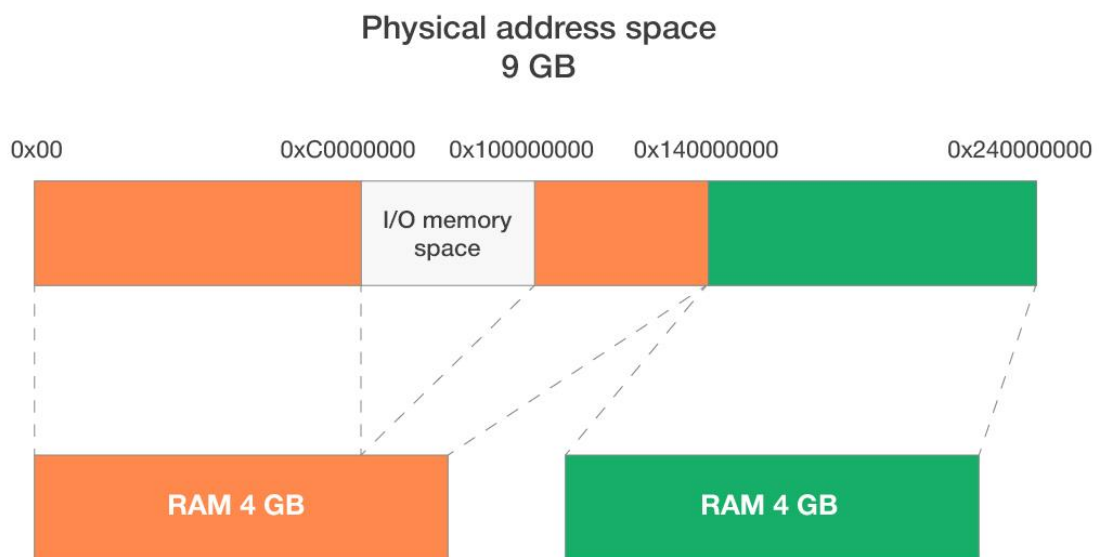 Physical address space
9 GB
0x00
0xC0000000
0x100000000
0x140000000
0x240000000
I/O memory
space
RAM 4 GB
RAM 4 GB